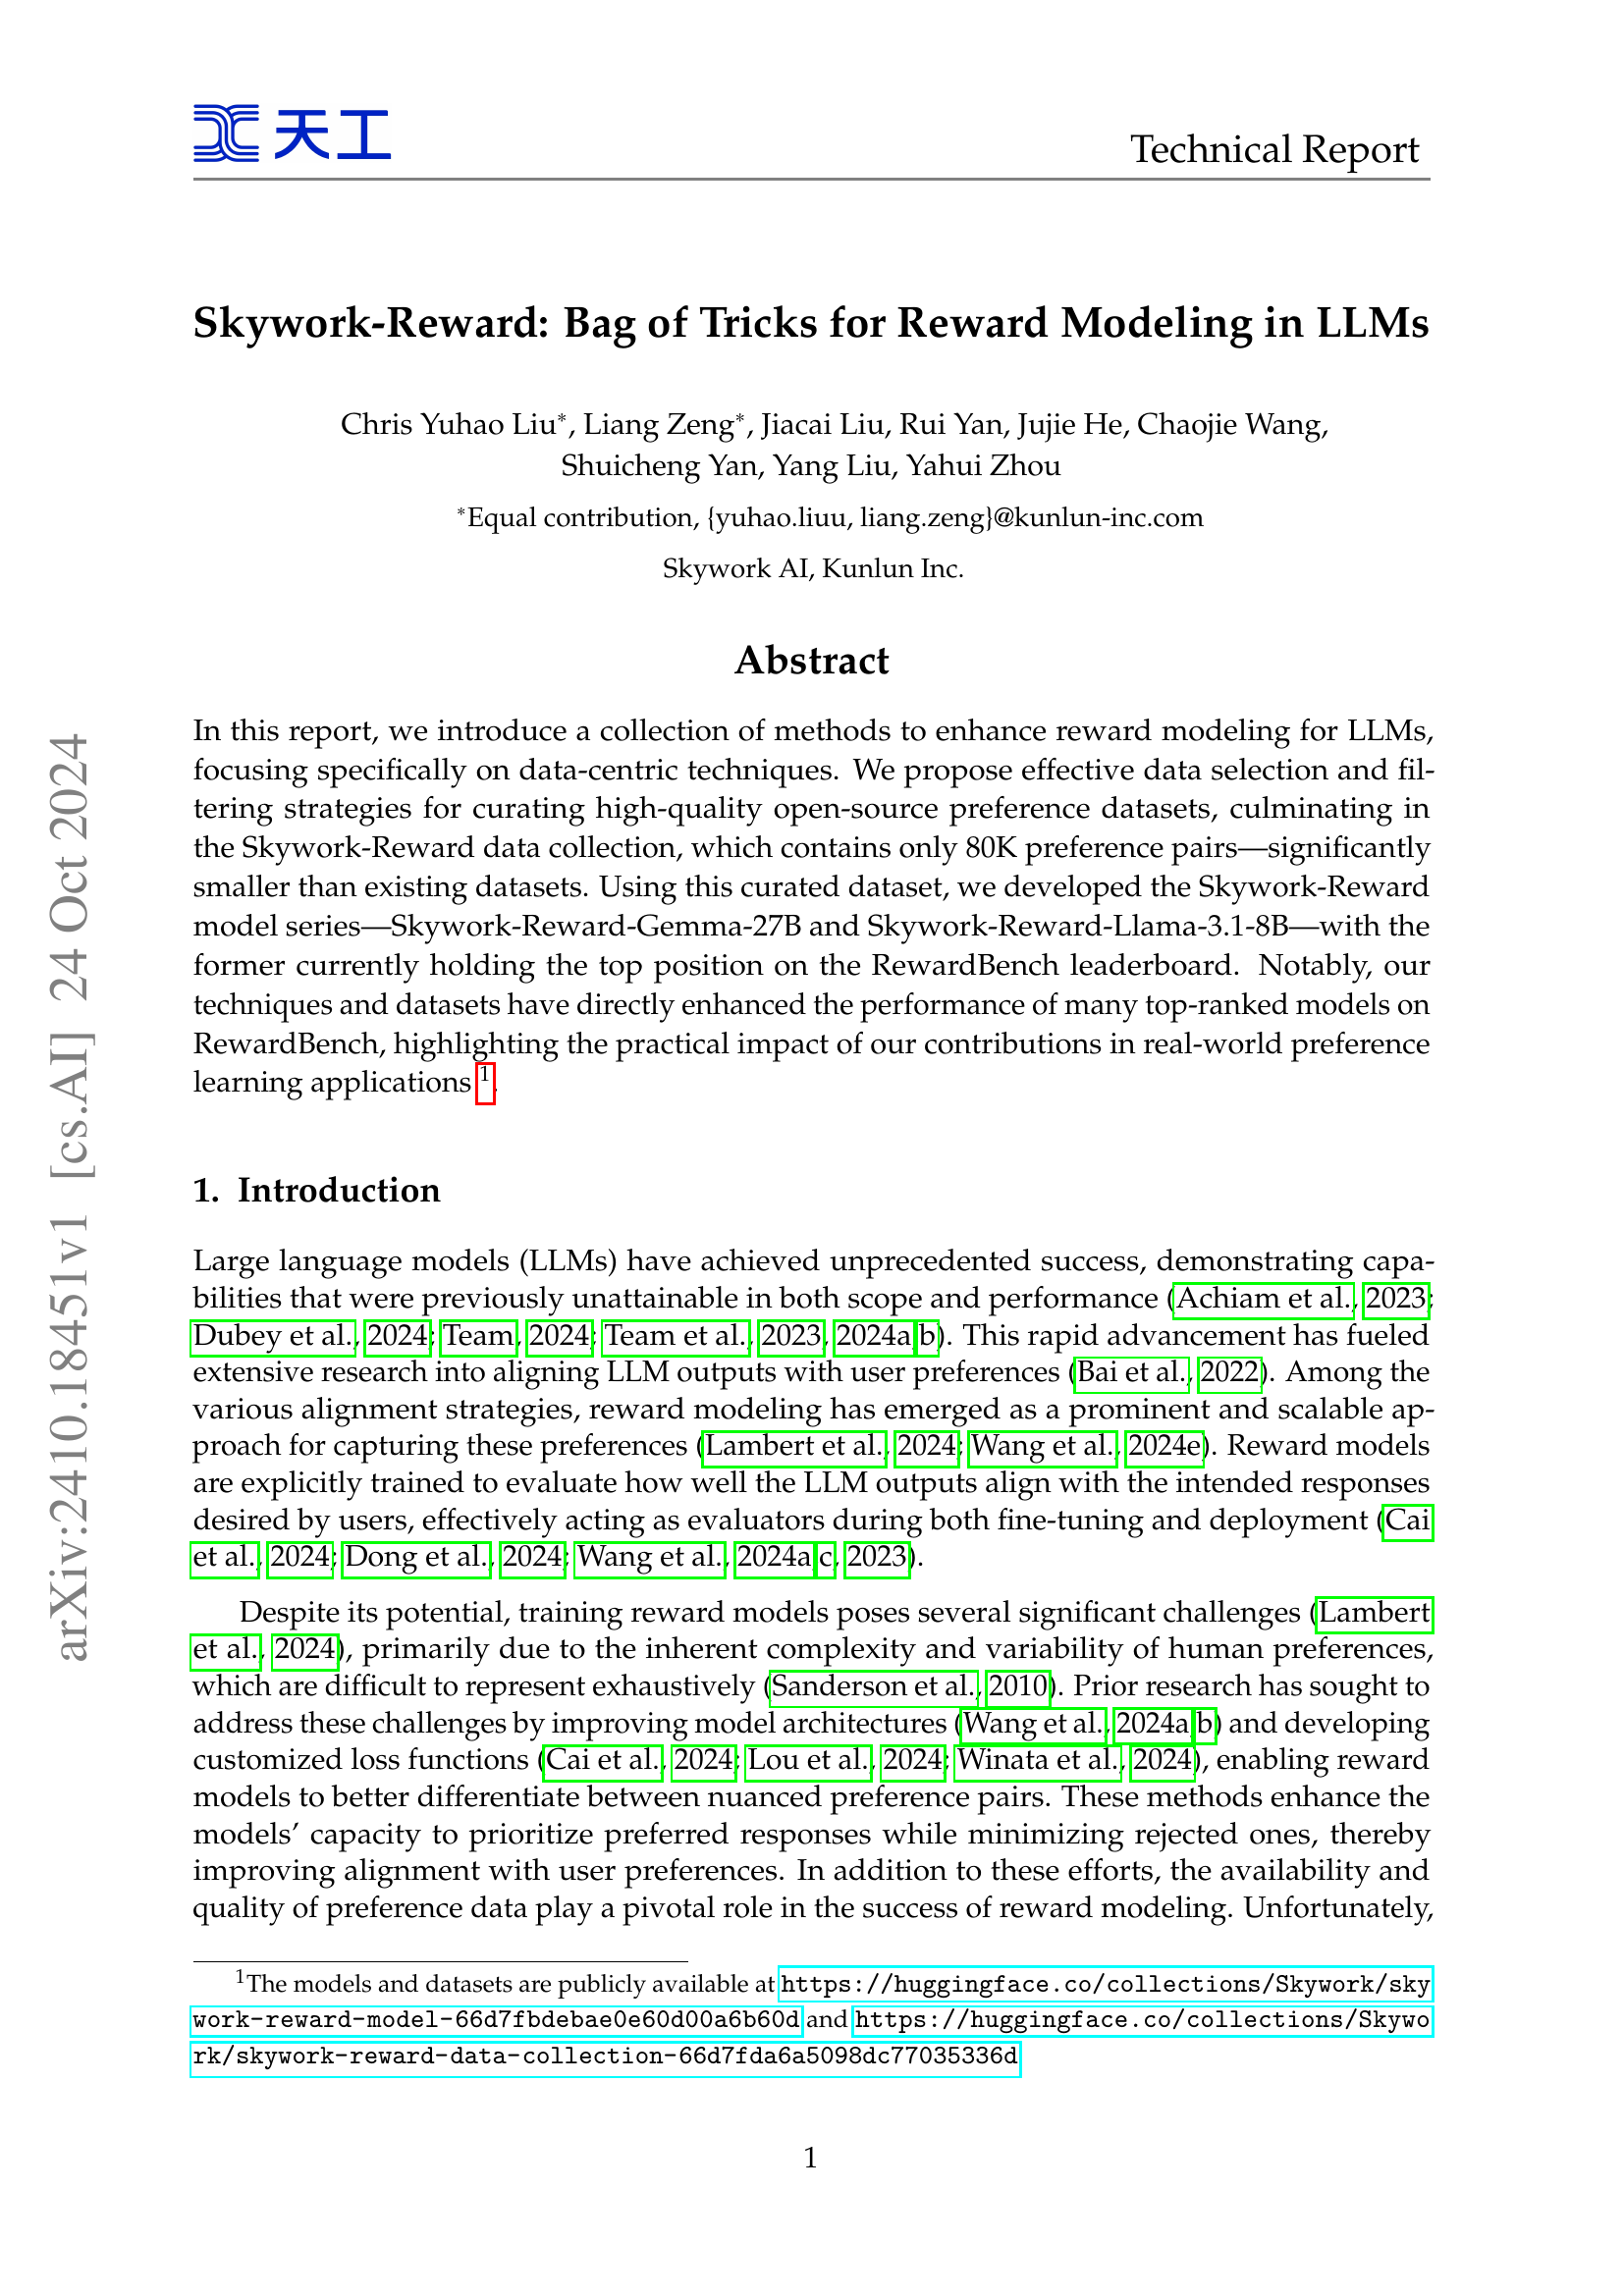 天工
Technical Report
Skywork-Reward: Bag of Tricks for Reward Modeling in LLMs
Chris Yuhao Liu*, Liang Zeng*, Jiacai Liu, Rui Yan, Jujie He, Chaojie Wang,
Shuicheng Yan, Yang Liu, Yahui Zhou
*Equal contribution, {yuhao.liuu, liang.zeng}@kunlun-inc.com
Skywork AI, Kunlun Inc.
Abstract
In this report, we introduce a collection of methods to enhance reward modeling for LLMs,
focusing specifically on data-centric techniques. We propose effective data selection and fil-
tering strategies for curating high-quality open-source preference datasets, culminating in
the Skywork-Reward data collection, which contains only 80K preference pairs—significantly
smaller than existing datasets. Using this curated dataset, we developed the Skywork-Reward
model series—Skywork-Reward-Gemma-27B and Skywork-Reward-Llama-3.1-8B—with the
former currently holding the top position on the RewardBench leaderboard. Notably, our
techniques and datasets have directly enhanced the performance of many top-ranked models on
RewardBench, highlighting the practical impact of our contributions in real-world preference
learning applications 1.
1. Introduction
Large language models (LLMs) have achieved unprecedented success, demonstrating capa-
bilities that were previously unattainable in both scope and performance (Achiam et al., 2023;
Dubey et al., 2024; Team, 2024; Team et al., 2023, 2024a,b). This rapid advancement has fueled
extensive research into aligning LLM outputs with user preferences (Bai et al., 2022). Among the
various alignment strategies, reward modeling has emerged as a prominent and scalable ap-
proach for capturing these preferences (Lambert et al., 2024; Wang et al., 2024e). Reward models
are explicitly trained to evaluate how well the LLM outputs align with the intended responses
desired by users, effectively acting as evaluators during both fine-tuning and deployment (Cai
et al., 2024; Dong et al., 2024; Wang et al., 2024a,c, 2023).
Despite its potential, training reward models poses several significant challenges (Lambert
et al., 2024), primarily due to the inherent complexity and variability of human preferences,
which are difficult to represent exhaustively (Sanderson et al., 2010). Prior research has sought to
address these challenges by improving model architectures (Wang et al., 2024a,b) and developing
customized loss functions (Cai et al., 2024; Lou et al., 2024; Winata et al., 2024), enabling reward
models to better differentiate between nuanced preference pairs. These methods enhance the
models’ capacity to prioritize preferred responses while minimizing rejected ones, thereby
improving alignment with user preferences. In addition to these efforts, the availability and
quality of preference data play a pivotal role in the success of reward modeling. Unfortunately,
1The models and datasets are publicly available at https://huggingface.co/collections/Skywork/sky
work-reward-model-66d7fbdebae0e60d00a6b60d and https://huggingface.co/collections/Skywo
rk/skywork-reward-data-collection-66d7fda6a5098dc77035336d
1
arXiv:2410.18451v1 [cs.AI] 24 Oct 2024